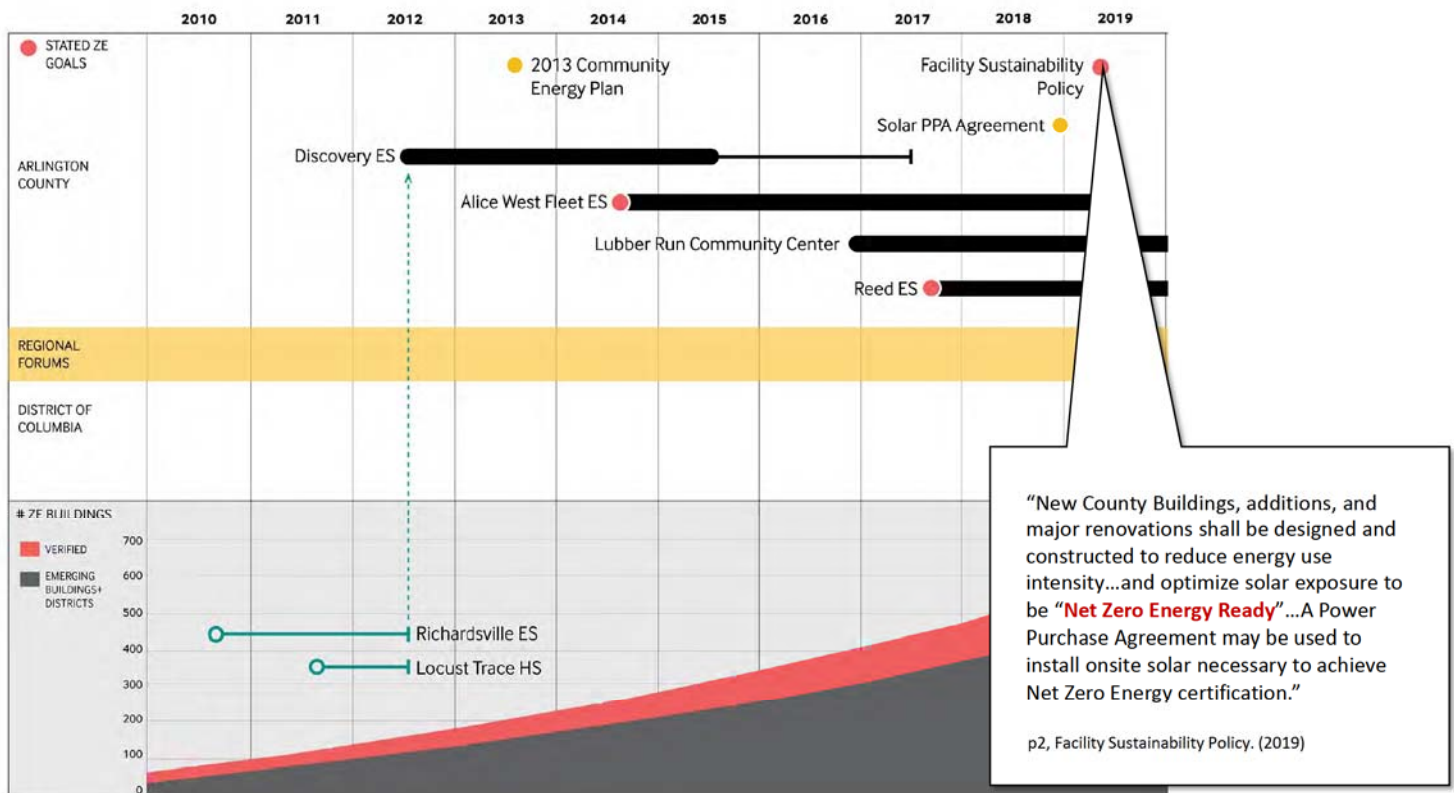 2010 2011 2012 2013 2014 2015 2017 2018 2019
STATED ZE
GOALS
2013 Community
Energy Plan
Facility Sustainability
Policy
Solar PPA Agreement
ARLINGTON
COUNTY
Discovery ES
Alice West Fleet ES
Lubber Run Community Center
Reed ES
REGIONAL
FORUMS
DISTRICT OF
COLUMBIA
# ZE BUILDINGS
VERIFIED
EMERGING
BUILDINGS+
DISTRICTS
700
600
500
400
300
200
100
0
Richardsville ES
Locust Trace HS
“New County Buildings, additions, and
major renovations shall be designed and
constructed to reduce energy use
intensity...and optimize solar exposure to
be “Net Zero Energy Ready”...A Power
Purchase Agreement may be used to
install onsite solar necessary to achieve
Net Zero Energy certification.”
p2, Facility Sustainability Policy. (2019)